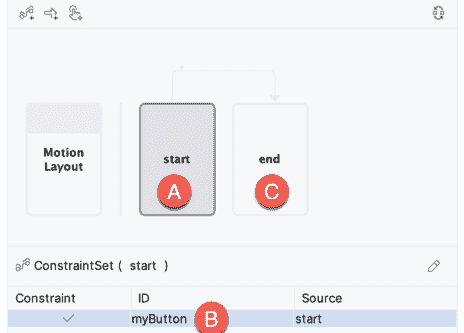 Motion
Layout
start
end
A
C
ConstraintSet ( start )
Constraint ID Source
myButton B start